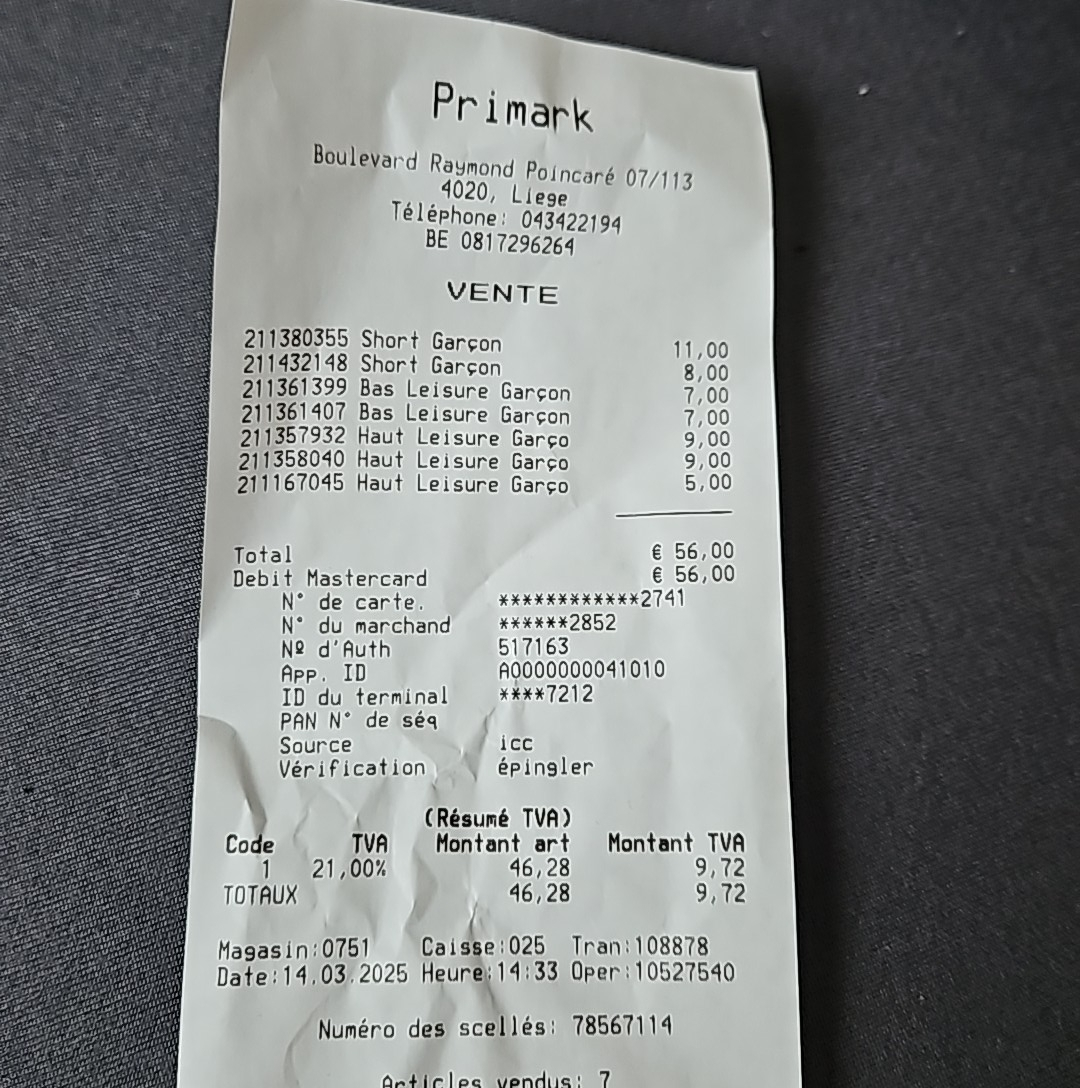 Primark
Boulevard Raymond Poincaré 07/113
4020, Liege
Téléphone: 043422194
BE 0817296264
VENTE
211380355 Short Garçon 11,00
211432148 Short Garçon 8,00
211361399 Bas Leisure Garçon 7,00
211361407 Bas Leisure Garçon 7,00
211357932 Haut Leisure Garço 9,00
211358040 Haut Leisure Garço 9,00
211167045 Haut Leisure Garço 5,00
Total € 56,00
Debit Mastercard € 56,00
N° de carte. ************2741
N° du marchand ******2852
Nº d'Auth 517163
App. ID A0000000041010
ID du terminal ****7212
PAN N° de séq
Source icc
Vérification épingler
(Résumé TVA)
Code TVA Montant art Montant TVA
1 21,00% 46,28 9,72
TOTAUX 46,28 9,72
Magasin:0751 Caisse:025 Tran:108878
Date:14.03.2025 Heure:14:33 Oper:10527540
Numéro des scellés: 78567114
Articles vendus: 7